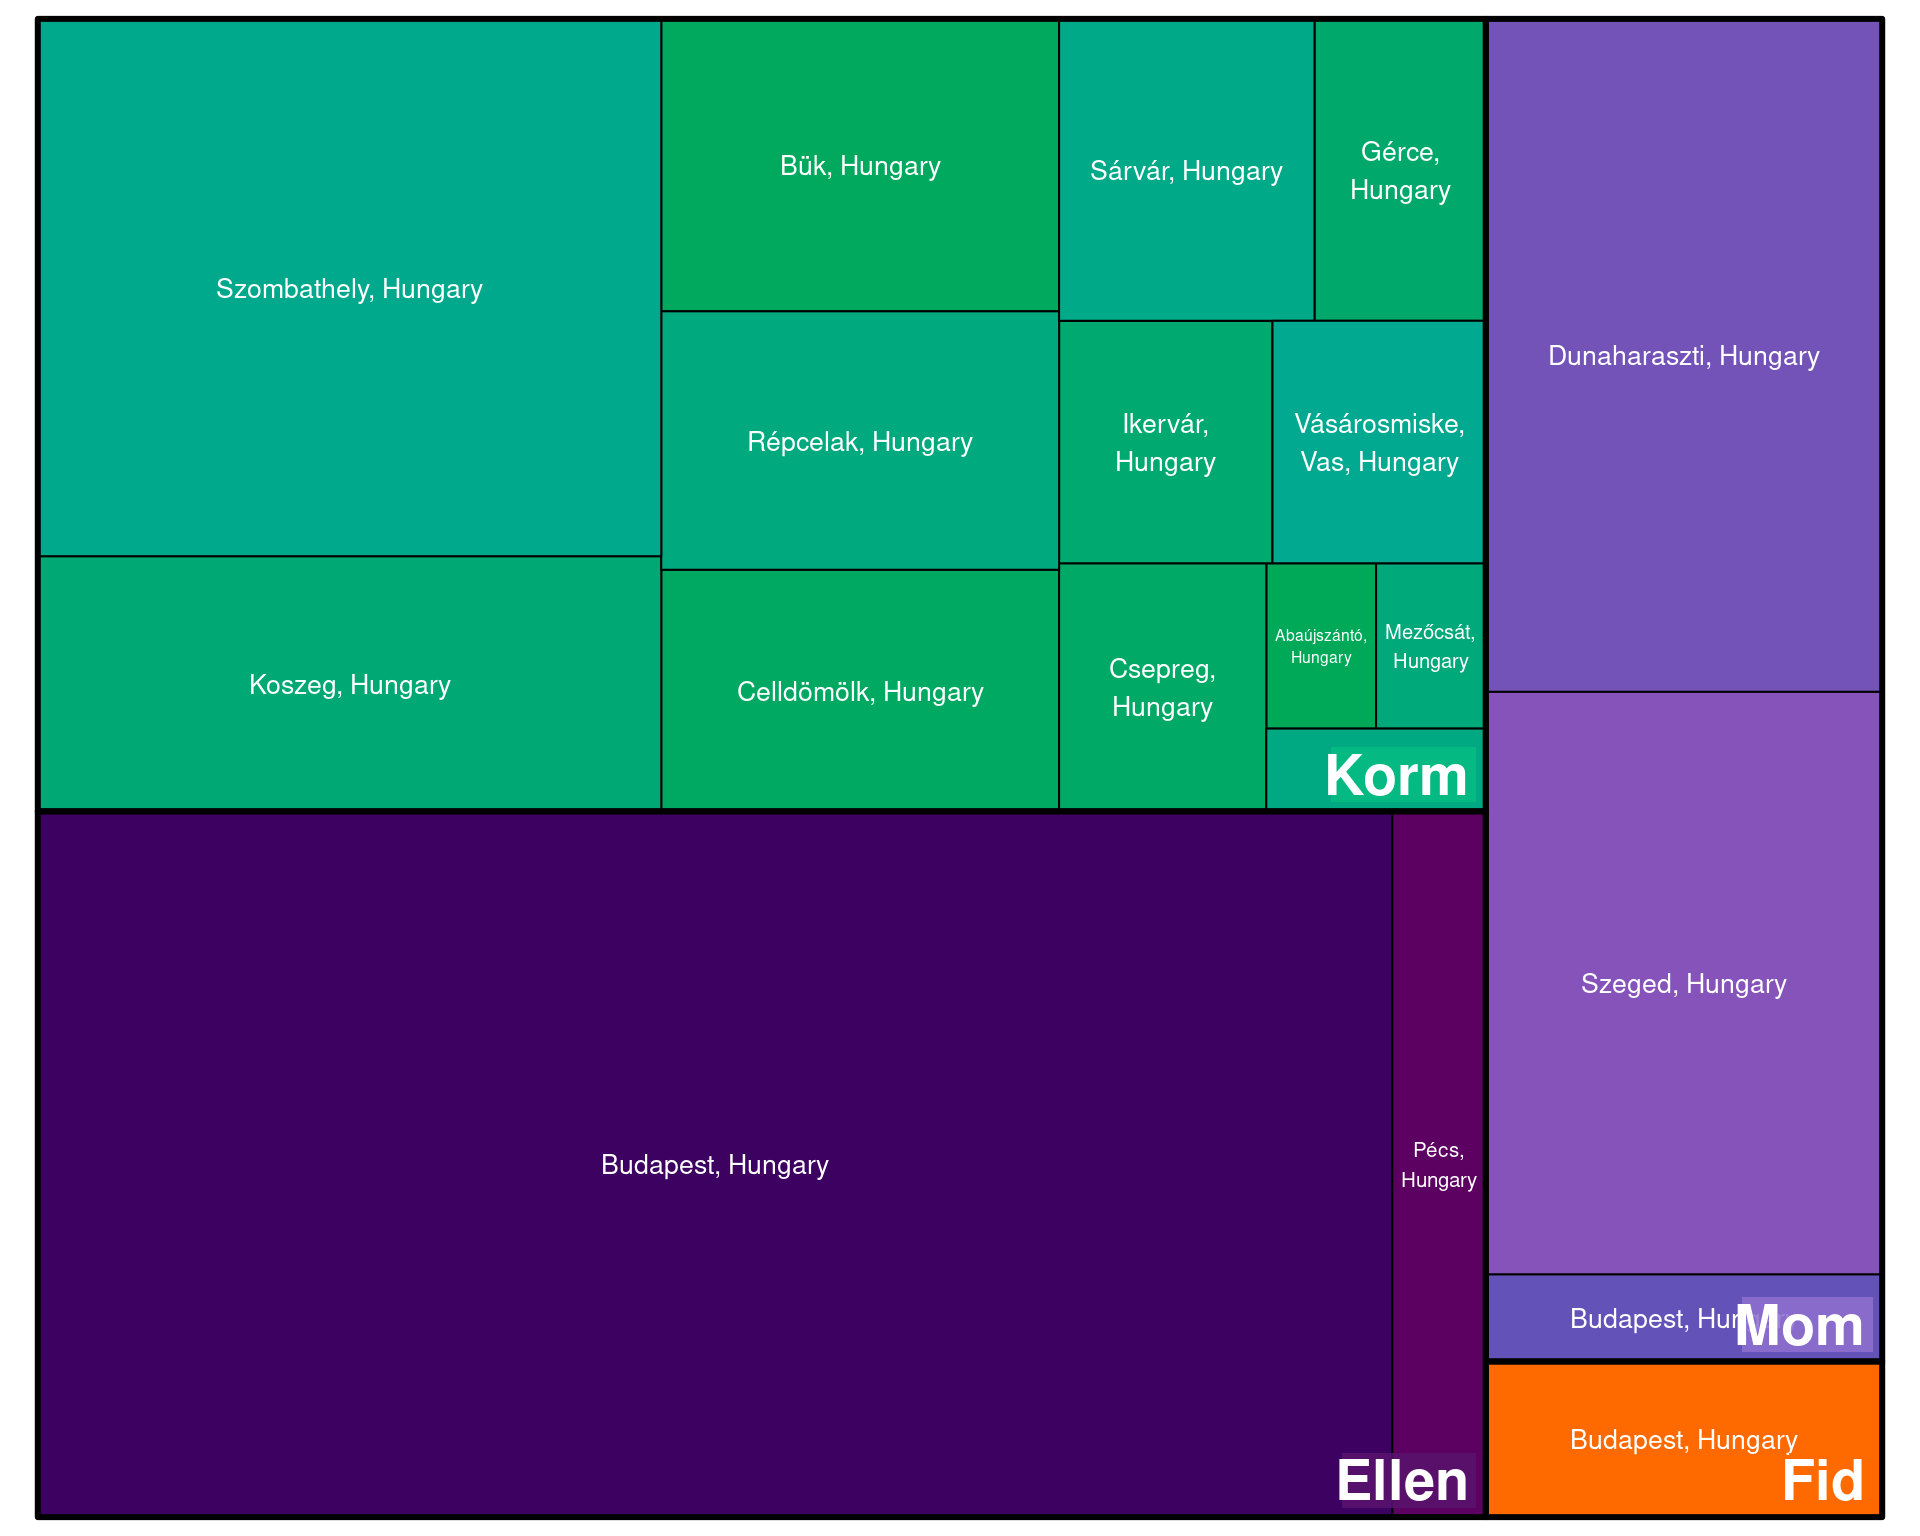 Szombathely, Hungary
Koszeg, Hungary
Bük, Hungary
Répcelak, Hungary
Celldömölk, Hungary
Sárvár, Hungary
Gérce,
Hungary
Ikervár,
Hungary
Vásárosmiske,
Vas, Hungary
Csepreg,
Hungary
Abaújszántó,
Hungary
Mezőcsát,
Hungary
Korm
Budapest, Hungary
Pécs,
Hungary
Ellen
Dunaharaszti, Hungary
Szeged, Hungary
Budapest,
Mom
Budapest, Hungary
Fid